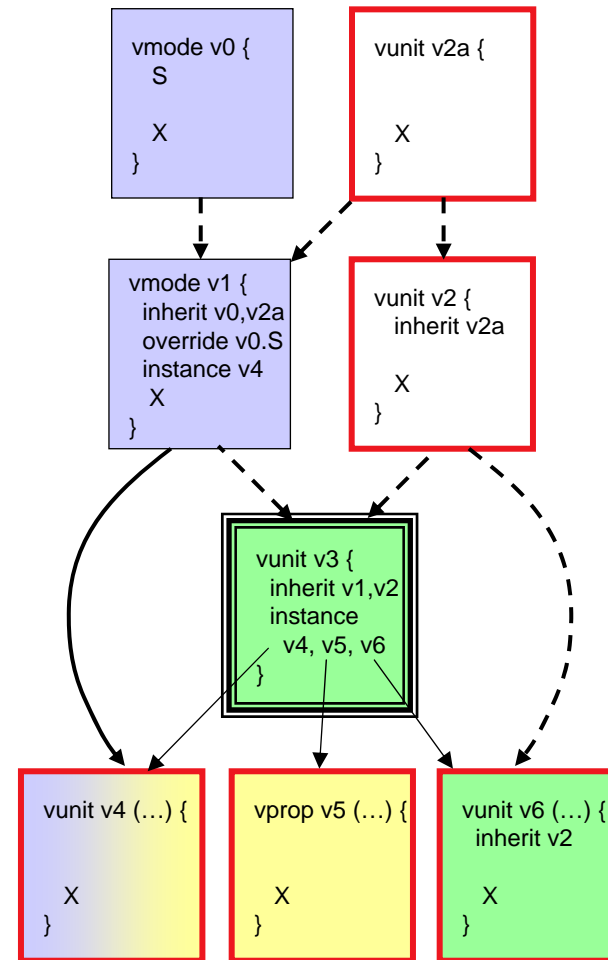 vmode v0 {
S
X
}
vunit v2a {
X
}
vmode v1 {
inherit v0,v2a
override v0.S
instance v4
X
}
vunit v2 {
inherit v2a
X
}
vunit v3 {
inherit v1,v2
instance
v4, v5, v6
}
vunit v4 (…) {
X
}
vprop v5 (…) {
X
}
vunit v6 (…) {
inherit v2
X
}